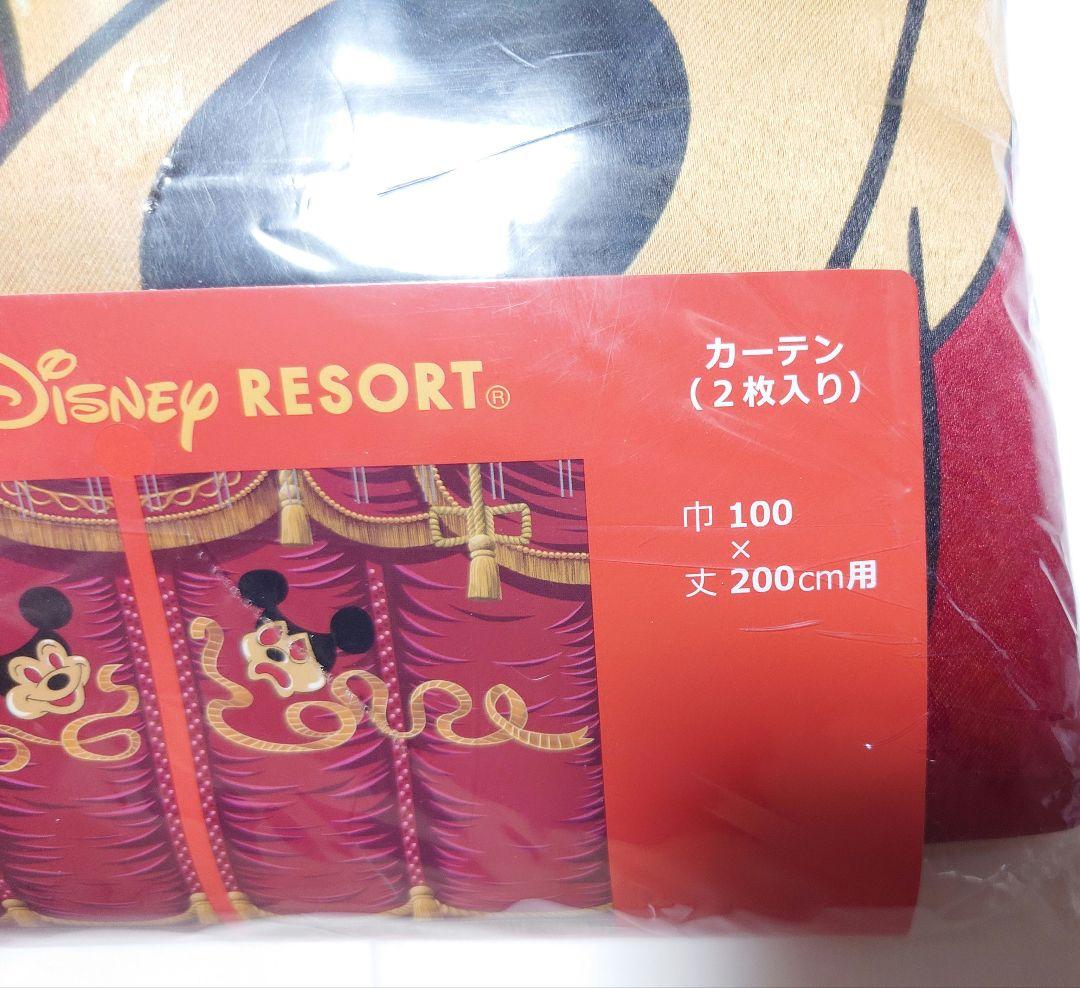 Disney RESORT®
カーテン
（２枚入り）
巾 100
×
丈 200cm用